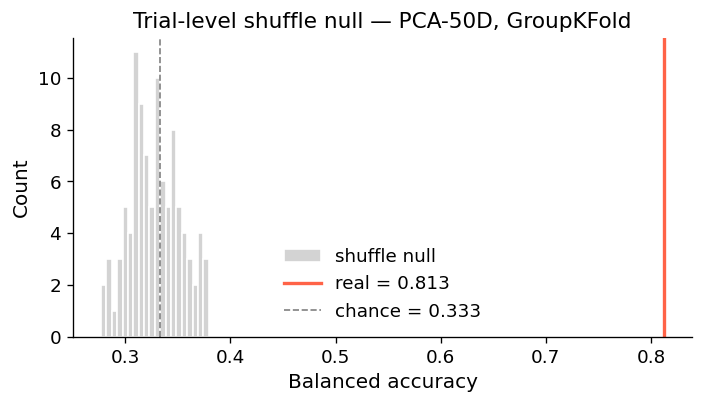 Trial-level shuffle null — PCA-50D, GroupKFold
Count
10
8
6
4
2
0
shuffle null
real = 0.813
chance = 0.333
0.3 0.4 0.5 0.6 0.7 0.8
Balanced accuracy